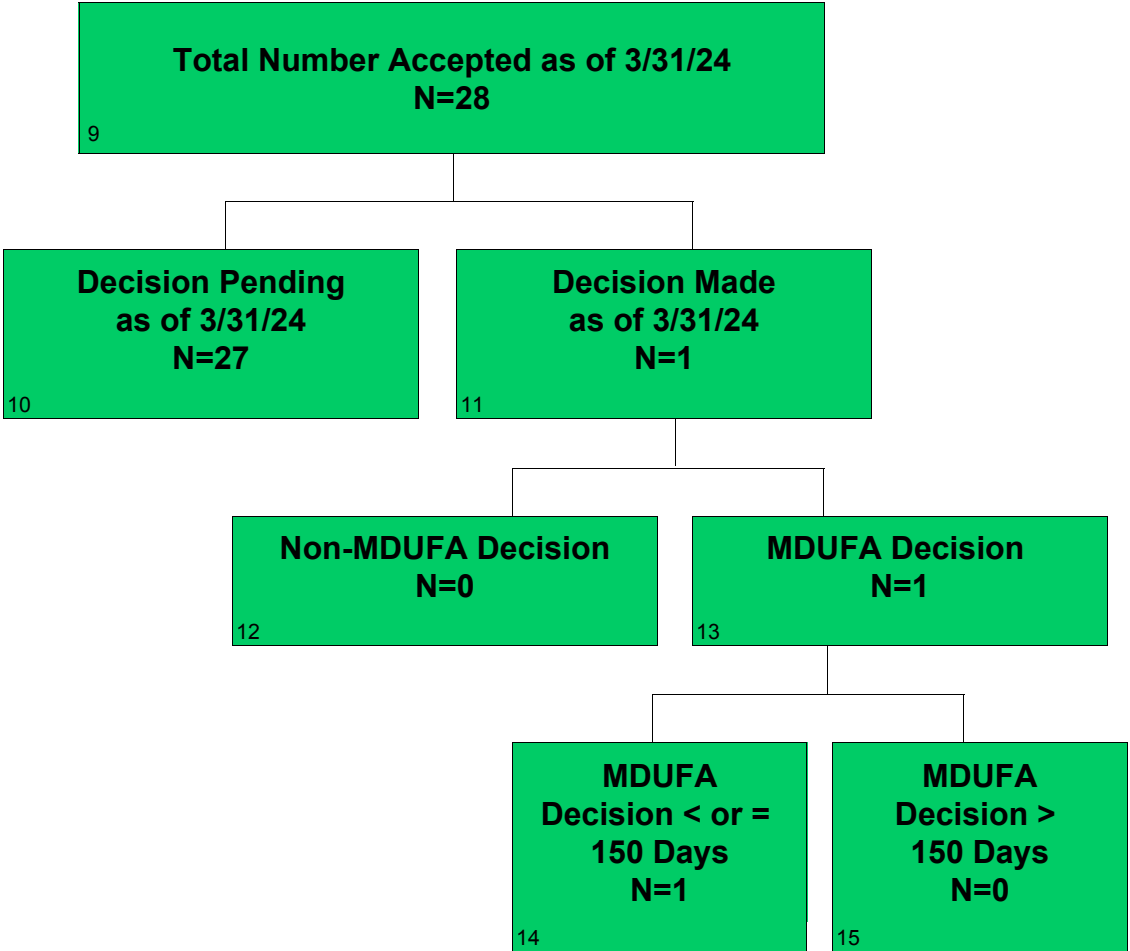 Total Number Accepted as of 3/31/24
N=28
9
Decision Pending
as of 3/31/24
N=27
10
Decision Made
as of 3/31/24
N=1
11
Non-MDUFA Decision
N=0
12
MDUFA Decision
N=1
13
MDUFA
Decision < or =
150 Days
N=1
14
MDUFA
Decision >
150 Days
N=0
15